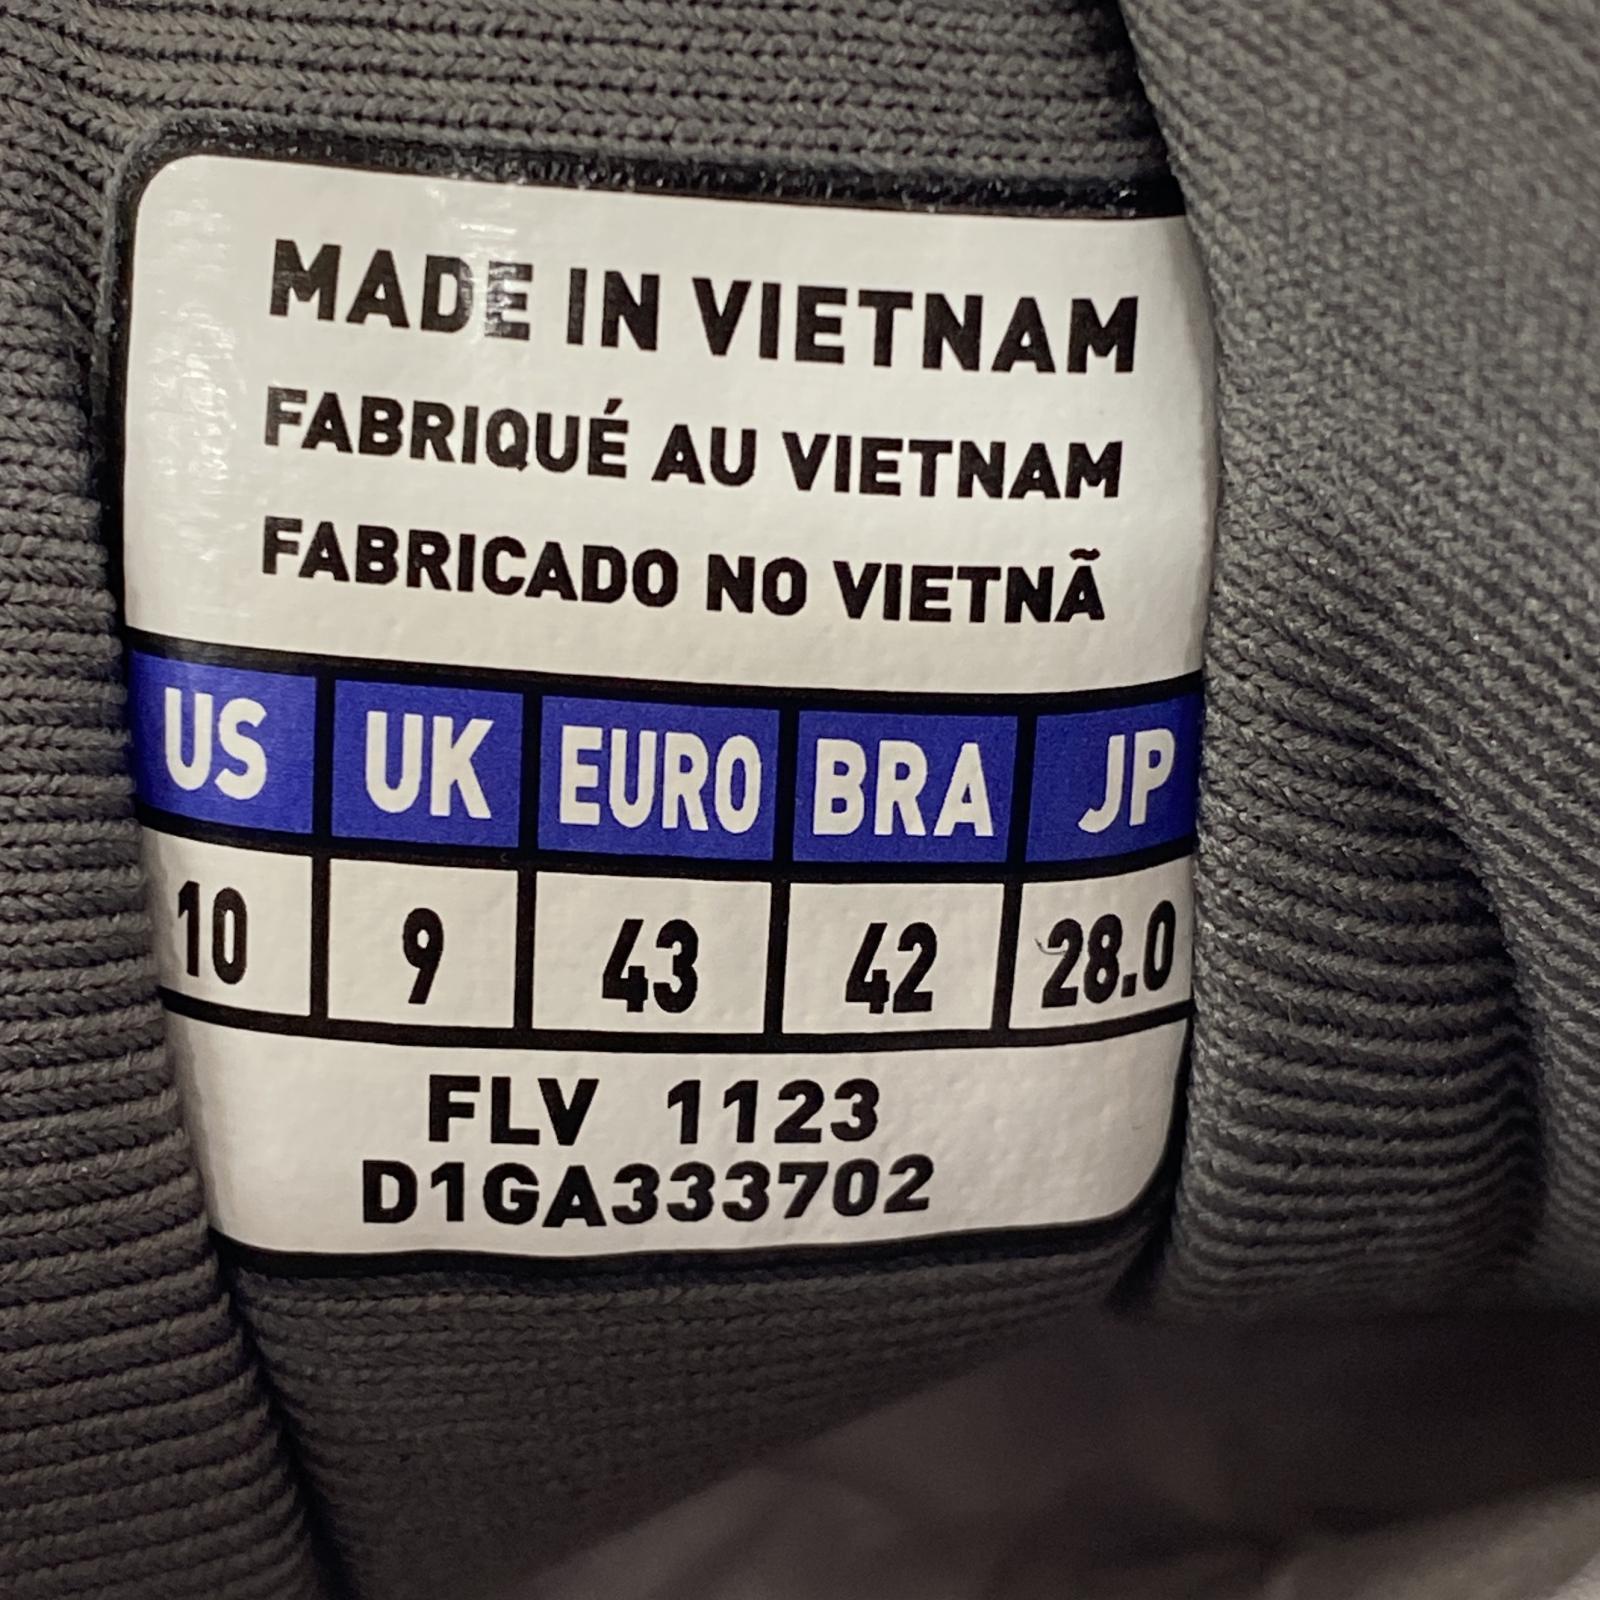 MADE IN VIETNAM
FABRIQUÉ AU VIETNAM
FABRICADO NO VIETNÃ
US UK EURO BRA JP
10 9 43 42 28.0
FLV 1123
D1GA333702